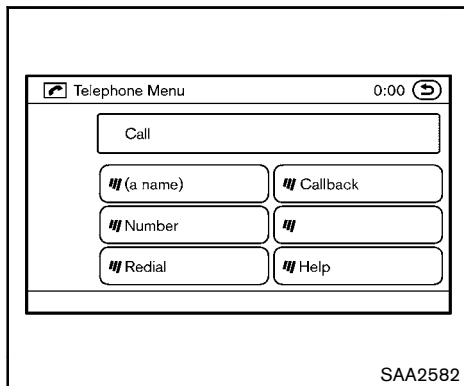 Telephone Menu 0:00
Call
(a name) Callback
Number
Redial Help
SAA2582